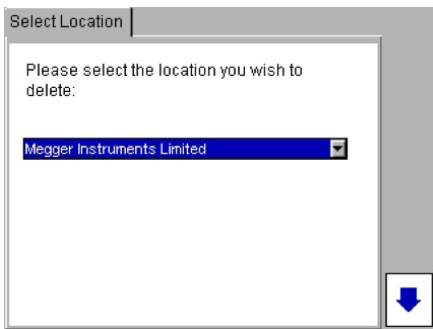 Select Location
Please select the location you wish to
delete:
Megger Instruments Limited